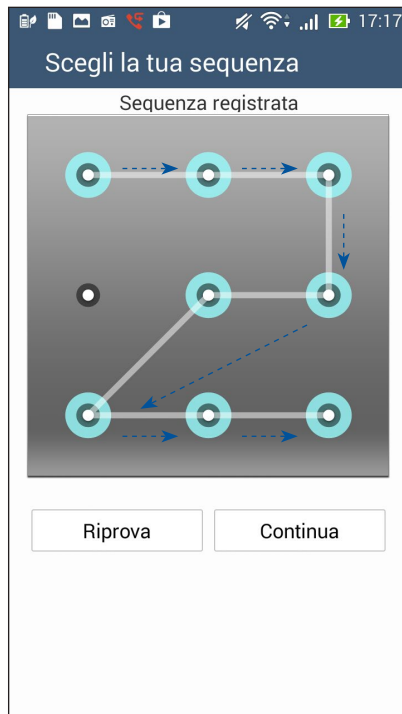 17:17
Scegli la tua sequenza
Sequenza registrata
Riprova
Continua